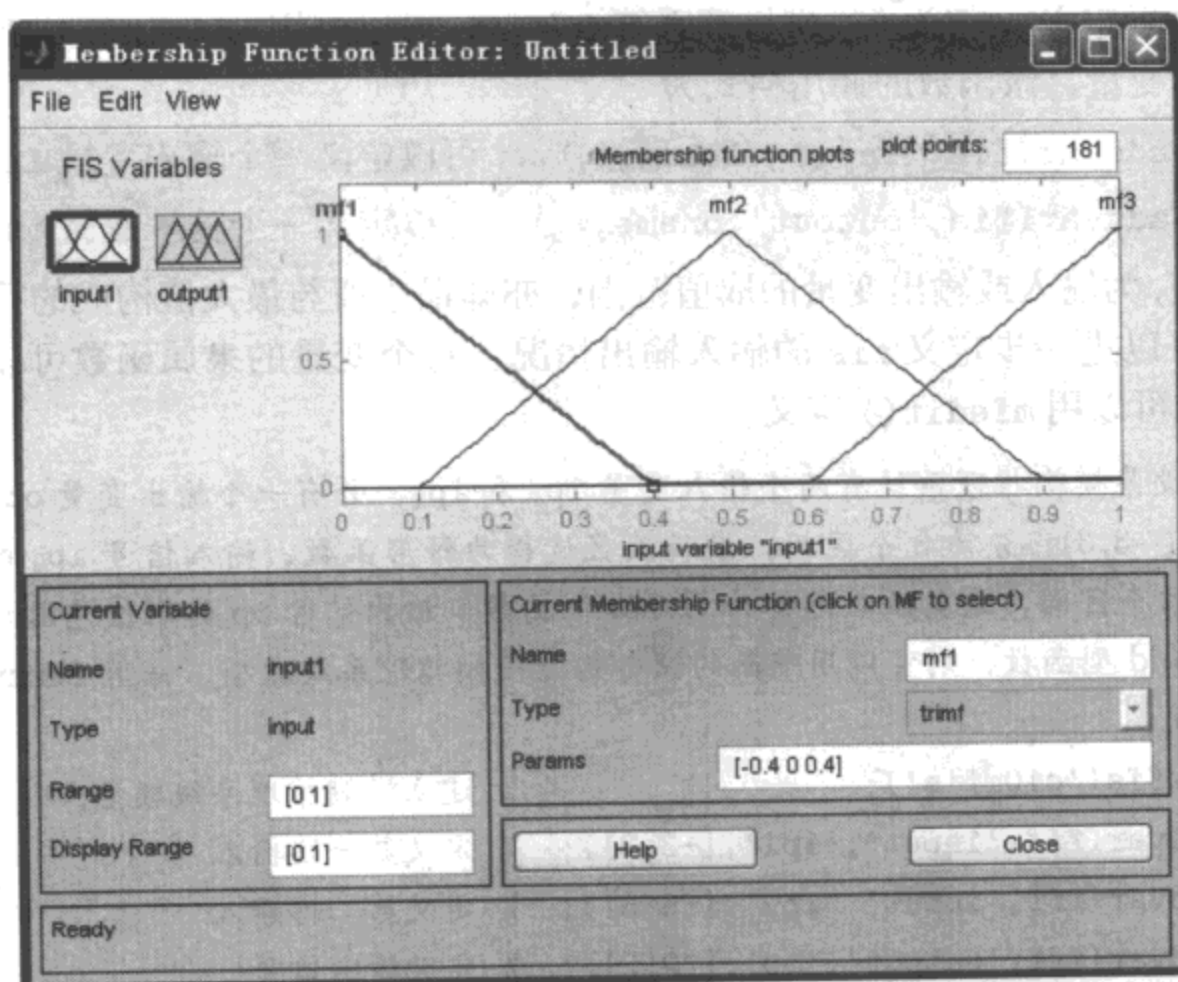 Membership Function Editor: Untitled
File Edit View
FIS Variables
Membership function plots plot points: 181
mf1 mf2 mf3
1
0.5
0
input1 output1
0 0.1 0.2 0.3 0.4 0.5 0.6 0.7 0.8 0.9 1
input variable "input1"
Current Variable
Name input1
Type input
Range [0 1]
Display Range [0 1]
Current Membership Function (click on MF to select)
Name mf1
Type trimf
Params [-0.4 0 0.4]
Help Close
Ready